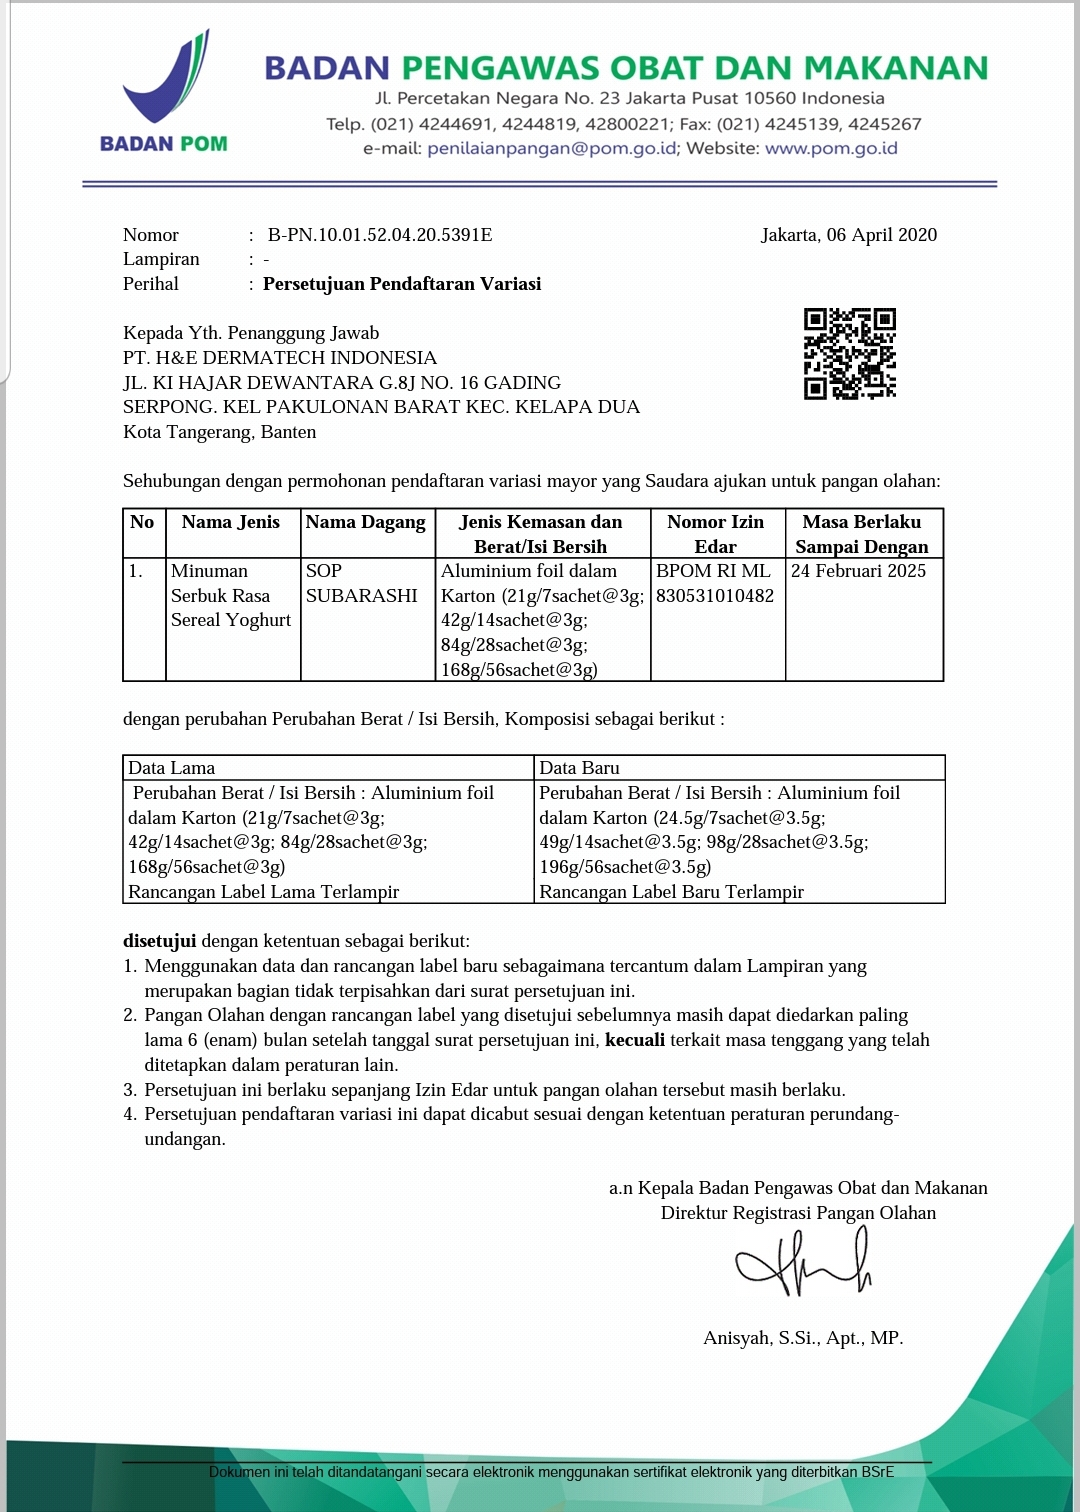 BADAN POM
BADAN PENGAWAS OBAT DAN MAKANAN
Jl. Percetakan Negara No. 23 Jakarta Pusat 10560 Indonesia
Telp. (021) 4244691, 4244819, 42800221; Fax: (021) 4245139, 4245267
e-mail: penilaianpangan@pom.go.id; Website: www.pom.go.id
Nomor : B-PN.10.01.52.04.20.5391E Jakarta, 06 April 2020
Lampiran : -
Perihal : Persetujuan Pendaftaran Variasi
Kepada Yth. Penanggung Jawab
PT. H&E DERMATECH INDONESIA
JL. KI HAJAR DEWANTARA G.8J NO. 16 GADING
SERPONG. KEL PAKULONAN BARAT KEC. KELAPA DUA
Kota Tangerang, Banten
Sehubungan dengan permohonan pendaftaran variasi mayor yang Saudara ajukan untuk pangan olahan:
No Nama Jenis Nama Dagang Jenis Kemasan dan Nomor Izin Masa Berlaku
Berat/Isi Bersih Edar Sampai Dengan
1. Minuman SOP Aluminium foil dalam BPOM RI ML 24 Februari 2025
Serbuk Rasa SUBARASHI Karton (21g/7sachet@3g; 830531010482
Sereal Yoghurt 42g/14sachet@3g;
84g/28sachet@3g;
168g/56sachet@3g)
dengan perubahan Perubahan Berat / Isi Bersih, Komposisi sebagai berikut :
Data Lama Data Baru
Perubahan Berat / Isi Bersih : Aluminium foil Perubahan Berat / Isi Bersih : Aluminium foil
dalam Karton (21g/7sachet@3g; dalam Karton (24.5g/7sachet@3.5g;
42g/14sachet@3g; 84g/28sachet@3g; 49g/14sachet@3.5g; 98g/28sachet@3.5g;
168g/56sachet@3g) 196g/56sachet@3.5g)
Rancangan Label Lama Terlampir Rancangan Label Baru Terlampir
disetujui dengan ketentuan sebagai berikut:
1. Menggunakan data dan rancangan label baru sebagaimana tercantum dalam Lampiran yang
merupakan bagian tidak terpisahkan dari surat persetujuan ini.
2. Pangan Olahan dengan rancangan label yang disetujui sebelumnya masih dapat diedarkan paling
lama 6 (enam) bulan setelah tanggal surat persetujuan ini, kecuali terkait masa tenggang yang telah
ditetapkan dalam peraturan lain.
3. Persetujuan ini berlaku sepanjang Izin Edar untuk pangan olahan tersebut masih berlaku.
4. Persetujuan pendaftaran variasi ini dapat dicabut sesuai dengan ketentuan peraturan perundang-
undangan.
a.n Kepala Badan Pengawas Obat dan Makanan
Direktur Registrasi Pangan Olahan
Anisyah, S.Si., Apt., MP.
Dokumen ini telah ditandatangani secara elektronik menggunakan sertifikat elektronik yang diterbitkan BSrE